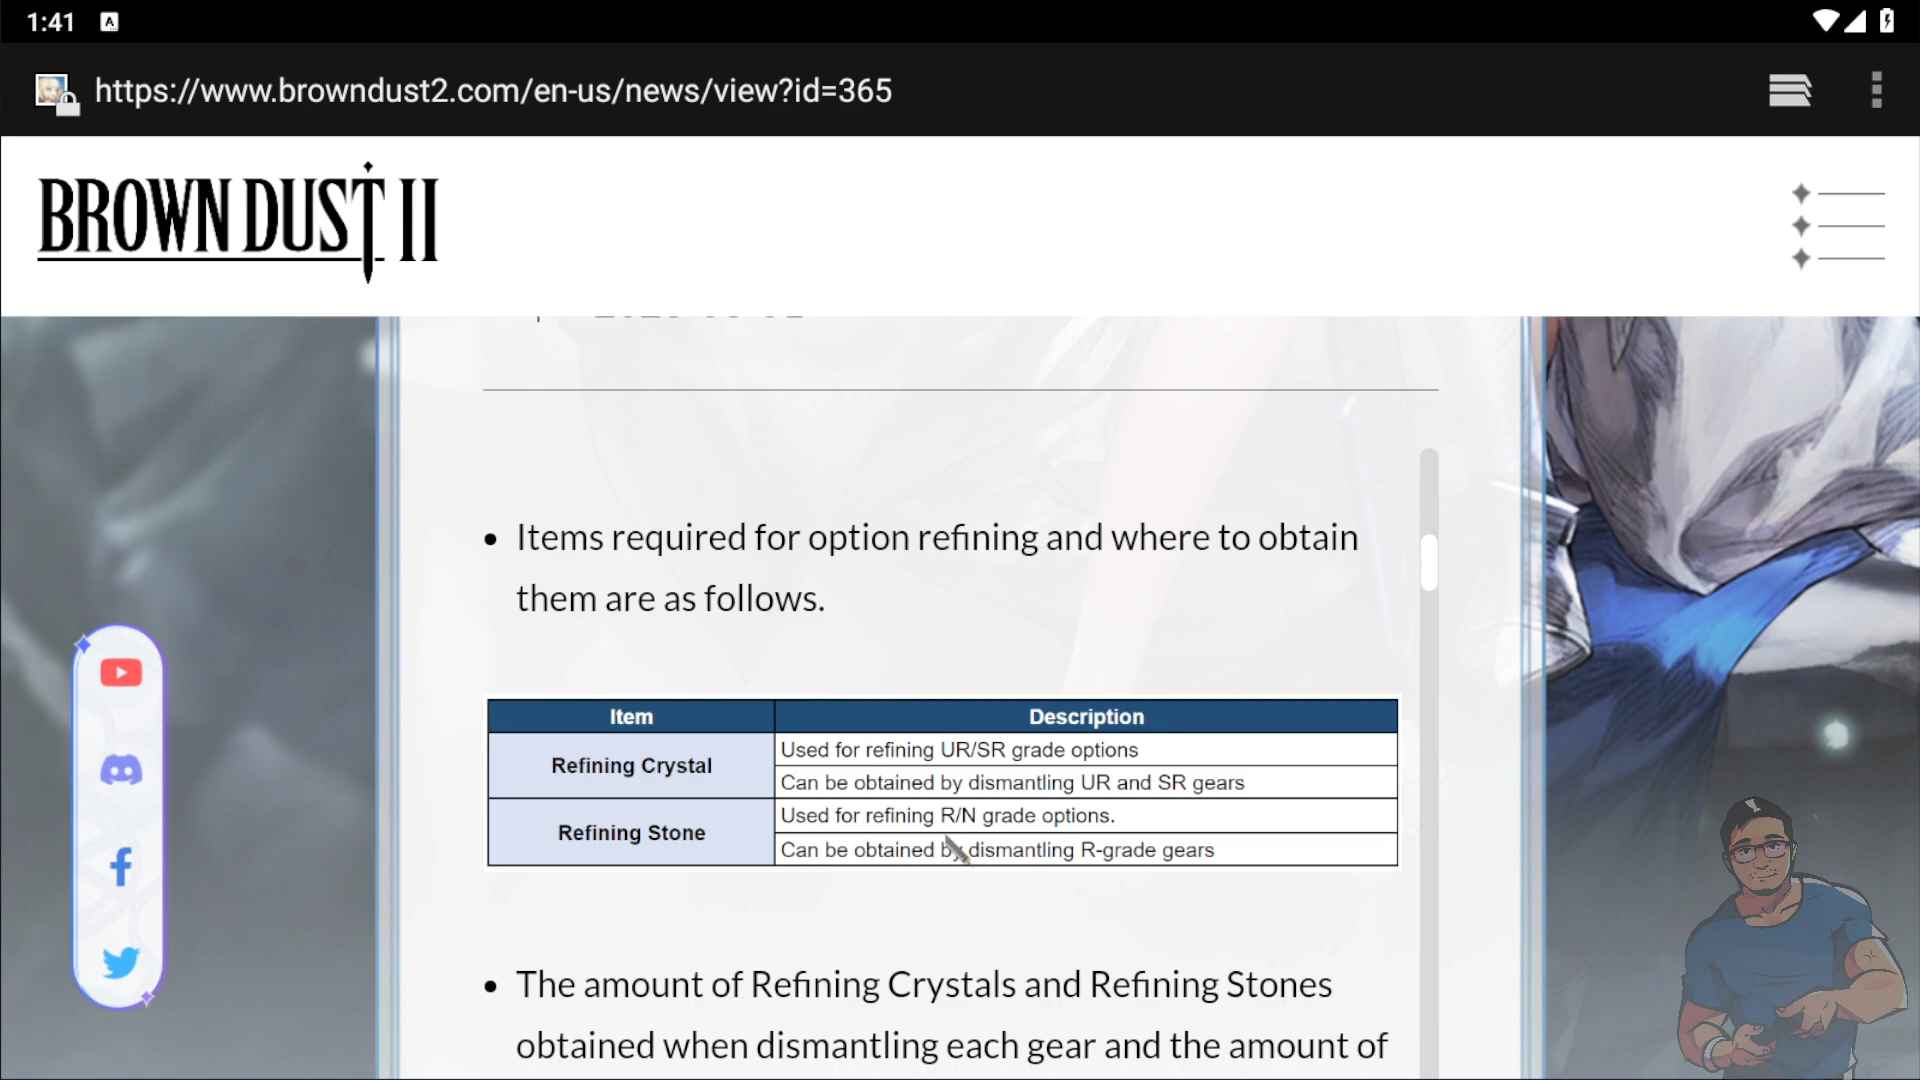 1:41
A
https://www.browndust2.com/en-us/news/view?id=365
BROWN DUST II
• Items required for option refining and where to obtain
them are as follows.
Item Description
Refining Crystal
Used for refining UR/SR grade options
Can be obtained by dismantling UR and SR gears
Refining Stone
Used for refining R/N grade options.
Can be obtained by dismantling R-grade gears
• The amount of Refining Crystals and Refining Stones
obtained when dismantling each gear and the amount of